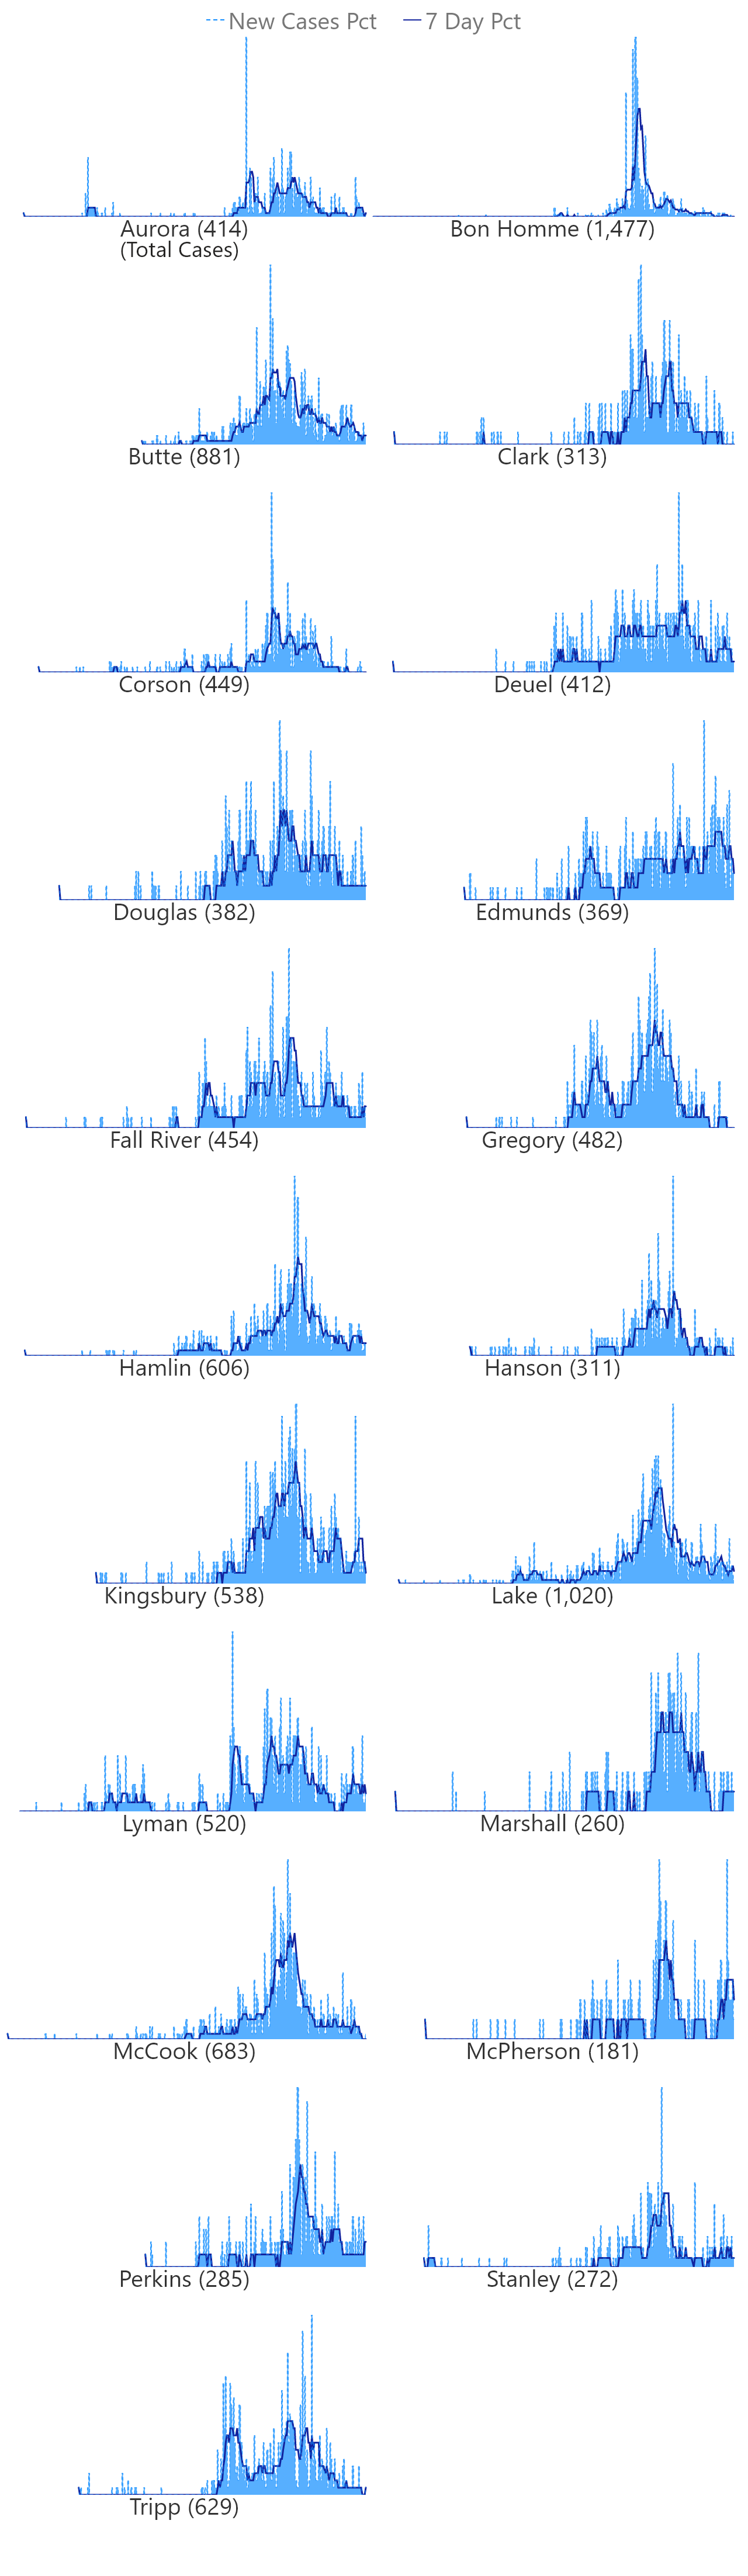 New Cases Pct 7 Day Pct
Aurora (414) Bon Homme (1,477)
(Total Cases)
Butte (881) Clark (313)
Corson (449) Deuel (412)
Douglas (382) Edmunds (369)
Fall River (454) Gregory (482)
Hamlin (606) Hanson (311)
Kingsbury (538) Lake (1,020)
Lyman (520) Marshall (260)
McCook (683) McPherson (181)
Perkins (285) Stanley (272)
Tripp (629)